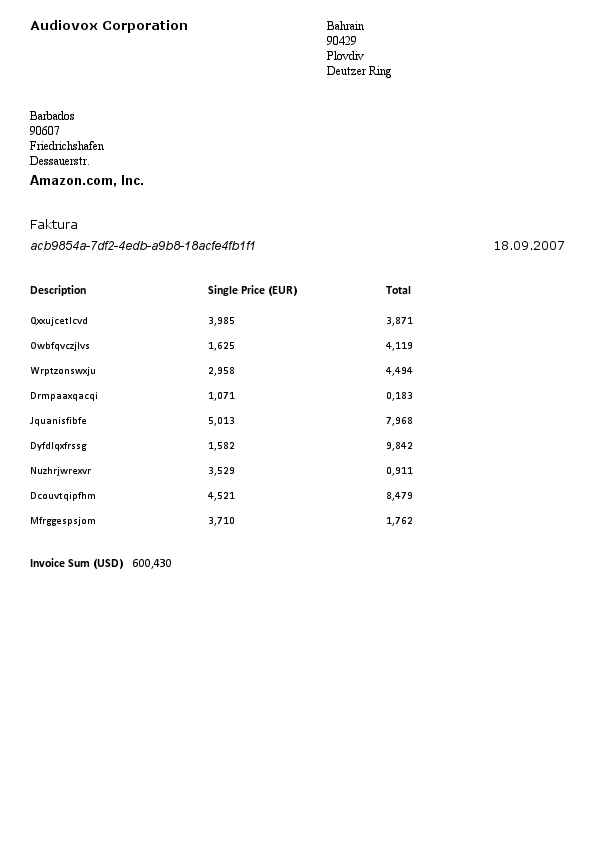 Audiovox Corporation
Bahrain
90429
Plovdiv
Deutzer Ring
Barbados
90607
Friedrichshafen
Dessauerstr.
Amazon.com, Inc.
Faktura
acb9854a-7df2-4edb-a9b8-18acfe4fb1f1 18.09.2007
Description Single Price (EUR) Total
Qxxujcetlcvd 3,985 3,871
Owbfqvczjlvs 1,625 4,119
Wrptzonswxju 2,958 4,494
Drmpaaxqacqi 1,071 0,183
Jquanisfibfe 5,013 7,968
Dyfdlqxfrssg 1,582 9,842
Nuzhrjwrexvr 3,529 0,911
Dcouvtqipfhm 4,521 8,479
Mfrggespsjom 3,710 1,762
Invoice Sum (USD) 600,430